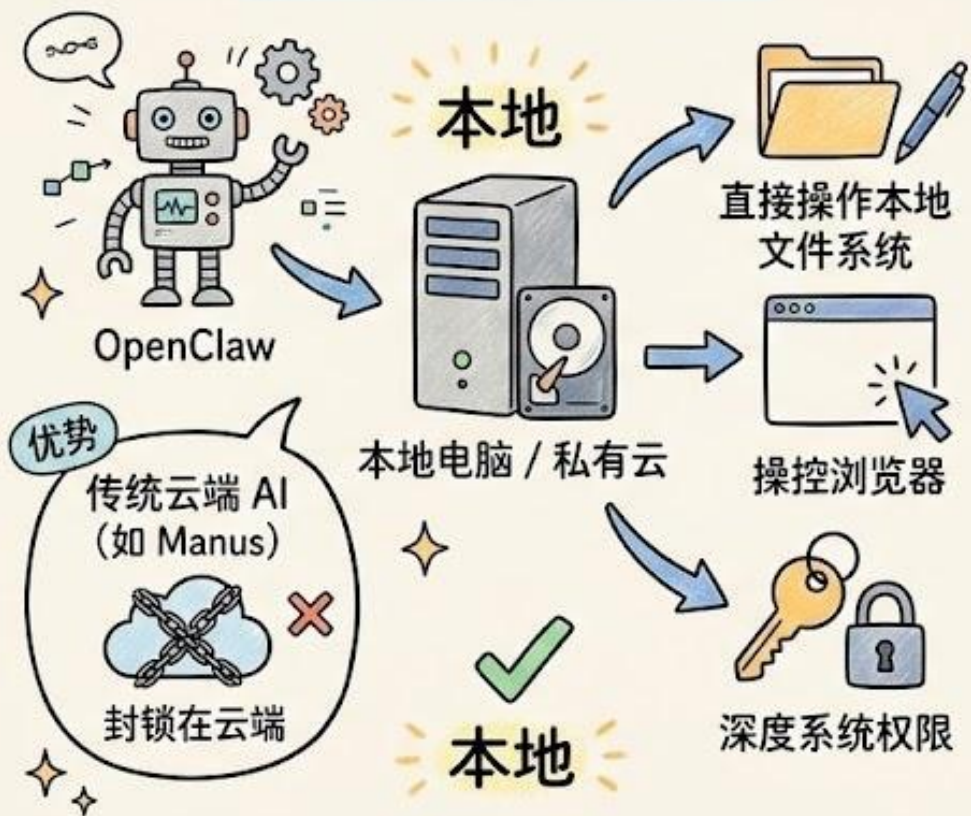 本地
OpenClaw
本地电脑 / 私有云
直接操作本地
文件系统
操控浏览器
深度系统权限
优势
传统云端 AI
（如 Manus）
封锁在云端
本地